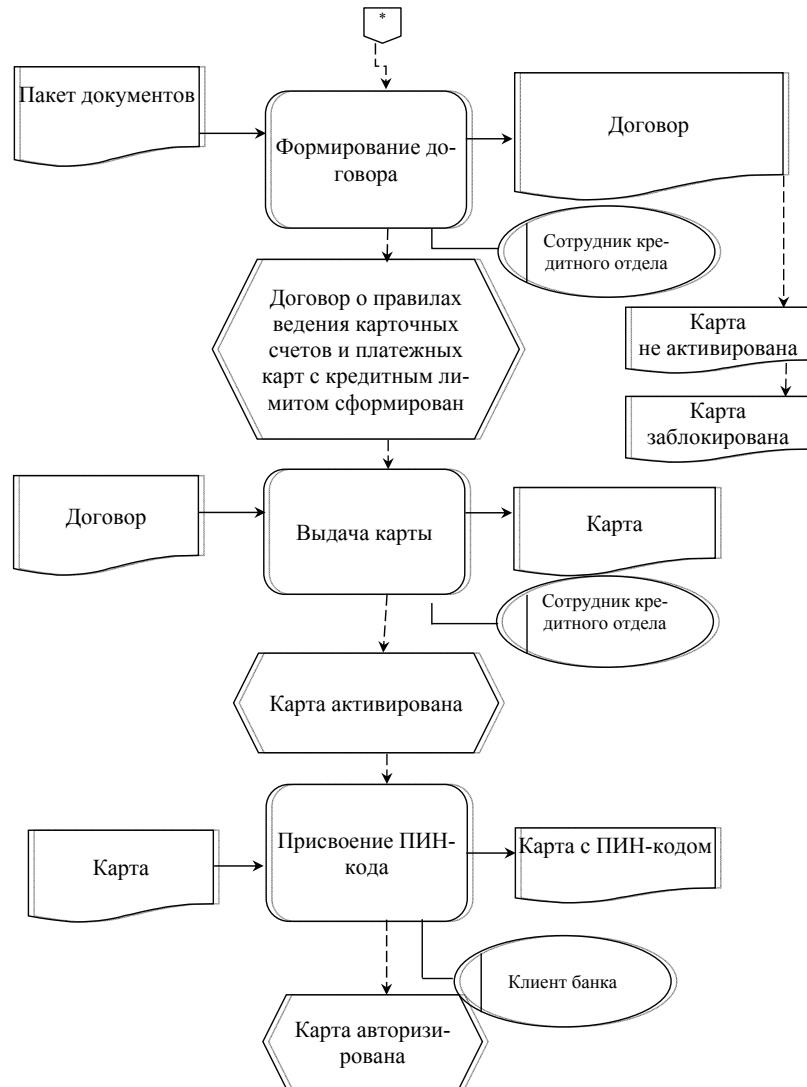 *
Пакет документов
Формирование до-
говора
Договор
Сотрудник кре-
дитного отдела
Договор о правилах
ведения карточных
счетов и платежных
карт с кредитным ли-
митом сформирован
Карта
не активирована
Карта
заблокирована
Договор
Выдача карты
Карта
Сотрудник кре-
дитного отдела
Карта активирована
Карта
Присвоение ПИН-
кода
Карта с ПИН-кодом
Клиент банка
Карта авторизи-
рована